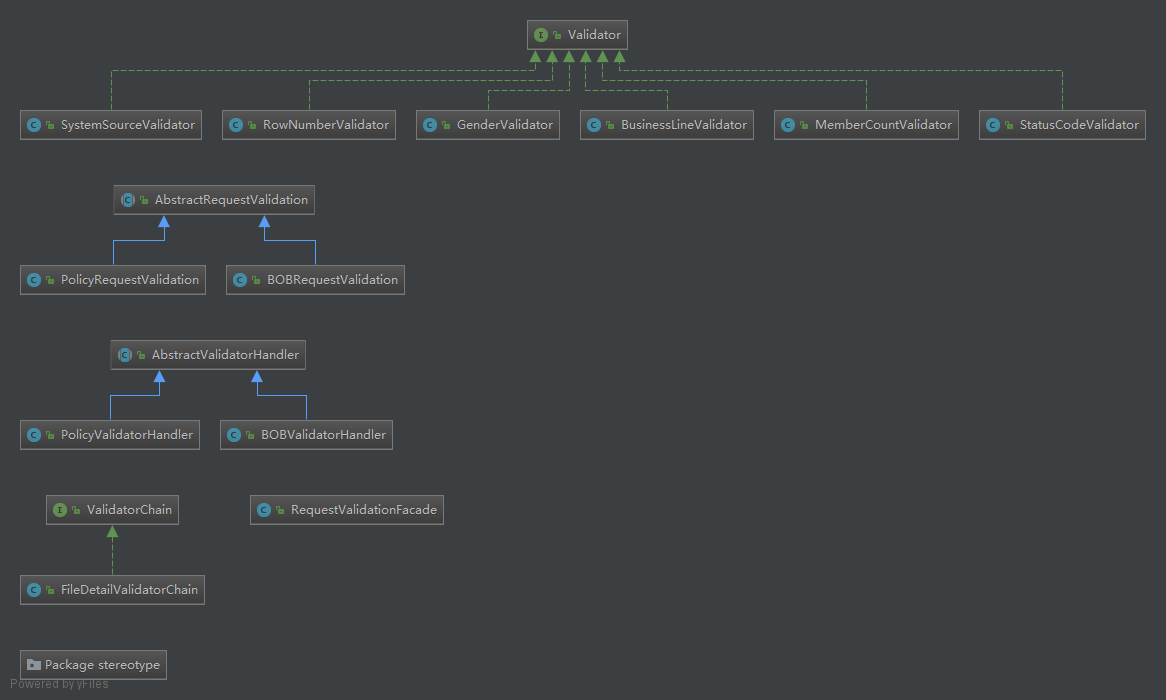 Validator
SystemSourceValidator
RowNumberValidator
GenderValidator
BusinessLineValidator
MemberCountValidator
StatusCodeValidator
AbstractRequestValidation
PolicyRequestValidation
BOBRequestValidation
AbstractValidatorHandler
PolicyValidatorHandler
BOBValidatorHandler
ValidatorChain
RequestValidationFacade
FileDetailValidatorChain
Package stereotype
Powered by yFiles